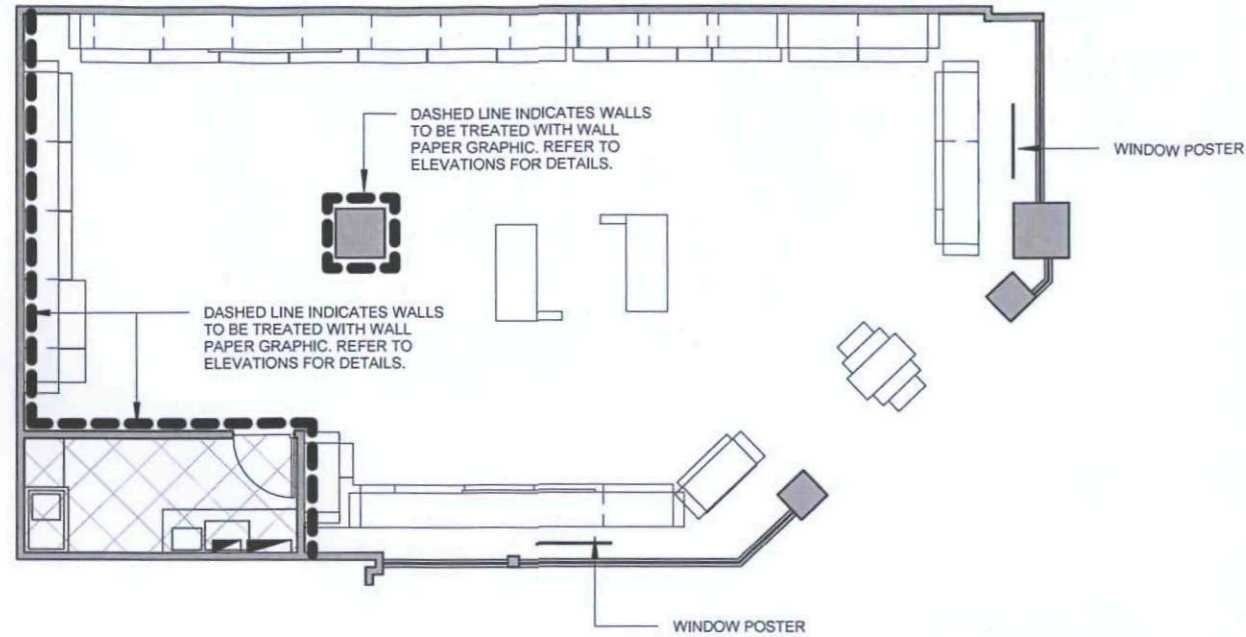 DASHED LINE INDICATES WALLS
TO BE TREATED WITH WALL
PAPER GRAPHIC. REFER TO
ELEVATIONS FOR DETAILS.
WINDOW POSTER
DASHED LINE INDICATES WALLS
TO BE TREATED WITH WALL
PAPER GRAPHIC. REFER TO
ELEVATIONS FOR DETAILS.
WINDOW POSTER